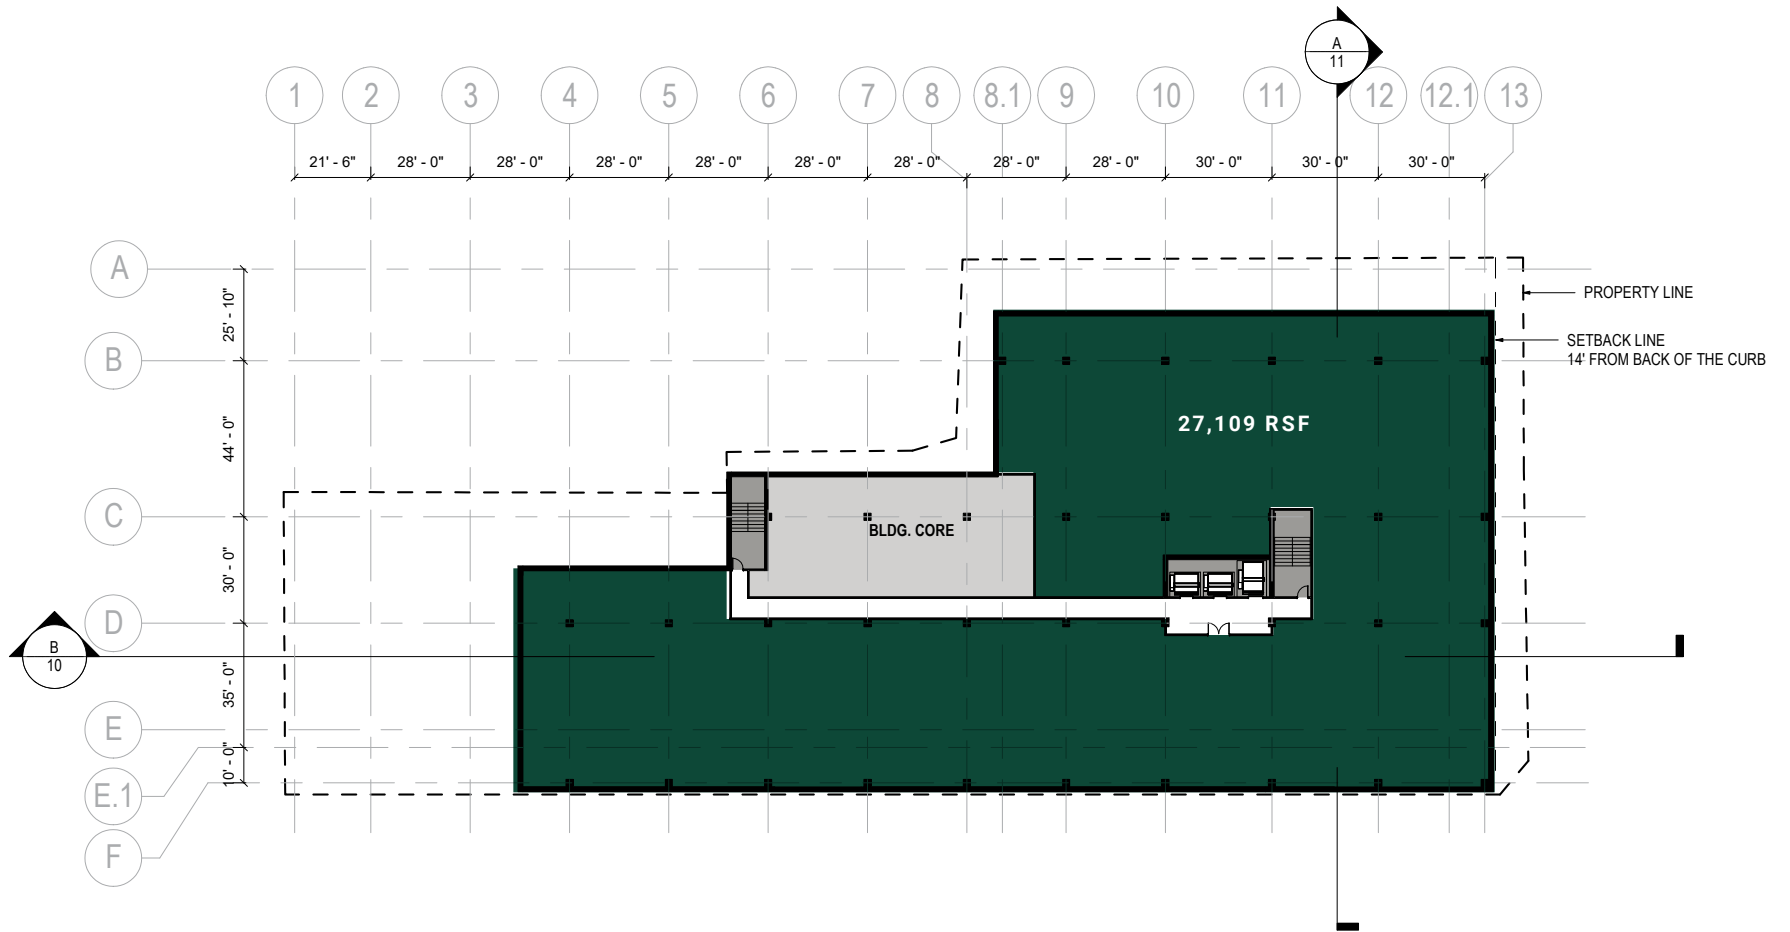 A
11
1 2 3 4 5 6 7 8 8.1 9 10 11 12 12.1 13
21' - 6" 28' - 0" 28' - 0" 28' - 0" 28' - 0" 28' - 0" 28' - 0" 28' - 0" 28' - 0" 30' - 0" 30' - 0" 30' - 0"
A
25' - 10"
PROPERTY LINE
SETBACK LINE
14' FROM BACK OF THE CURB
B
44' - 0"
27,109 RSF
C
BLDG. CORE
30' - 0"
D
B
10
35' - 0"
E
10' - 0"
E.1
F